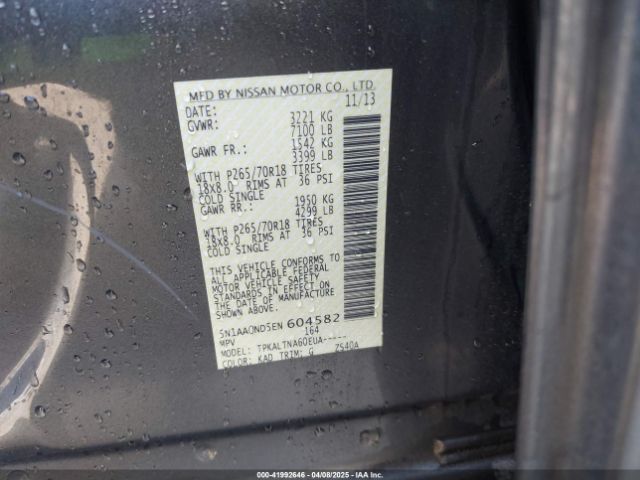 MFD BY NISSAN MOTOR CO., LTD.
DATE: 11/13
GVWR: 3221 KG
7100 LB
GAWR FR.: 1542 KG
3399 LB
WITH P265/70R18 TIRES
18x8.0 RIMS AT 36 PSI
COLD SINGLE
GAWR RR.: 1950 KG
4299 LB
WITH P265/70R18 TIRES
18x8.0 RIMS AT 36 PSI
COLD SINGLE
THIS VEHICLE CONFORMS TO
ALL APPLICABLE FEDERAL
MOTOR VEHICLE SAFETY
STANDARDS IN EFFECT ON
THE DATE OF MANUFACTURE
SHOWN ABOVE.
5N1AA0ND5EN 604582
MPV 164
MODEL: TPKALTNA60EUA-----
COLOR: KAD TRIM: G Z540A
00-41992646 - 04/08/2025 - IAA Inc.